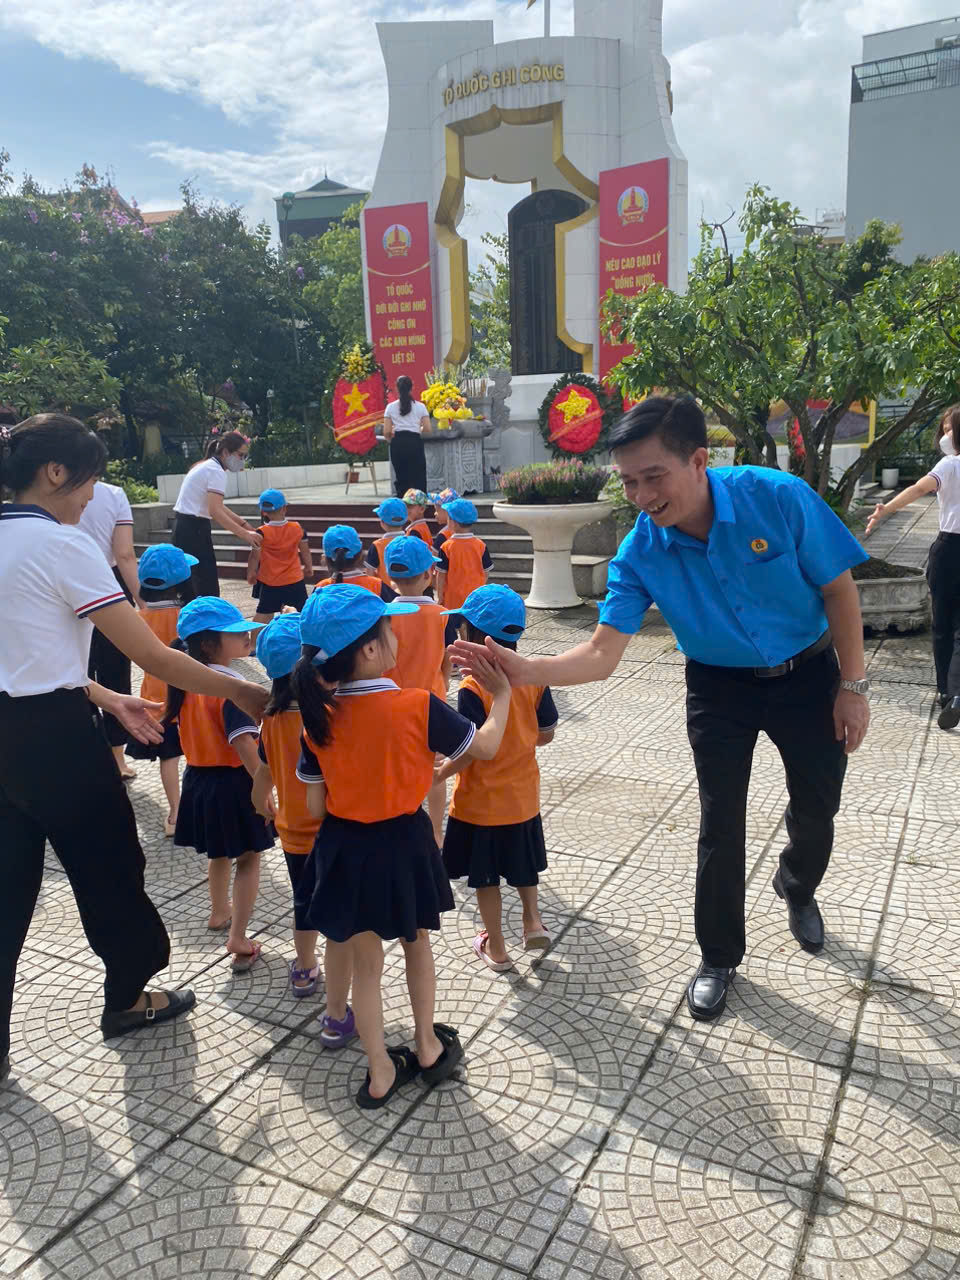 TỔ QUỐC GHI CÔNG
TỔ QUỐC
ĐỜI ĐỜI GHI NHỚ
CÔNG ƠN
CÁC ANH HÙNG
LIỆT SĨ!
NÊU CAO ĐẠO LÝ
"UỐNG NƯỚC